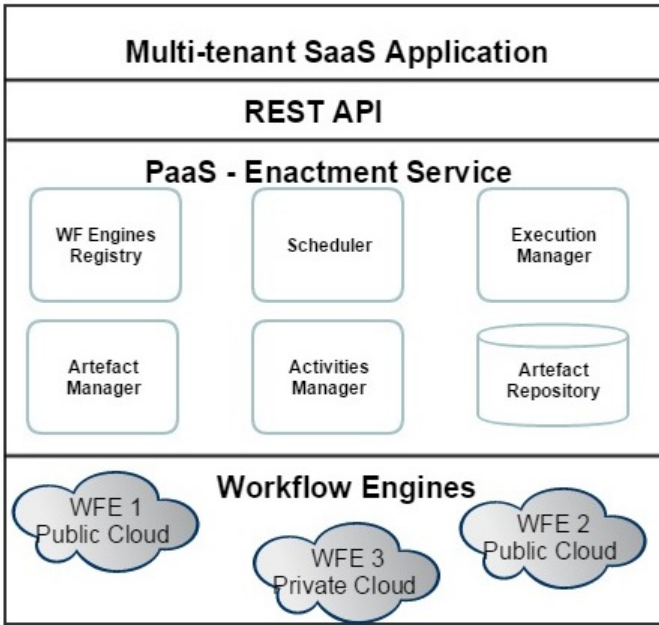 Multi-tenant SaaS Application
REST API
PaaS - Enactment Service
WF Engines
Registry
Scheduler
Execution
Manager
Artefact
Manager
Activities
Manager
Artefact
Repository
Workflow Engines
WFE 1
Public Cloud
WFE 3
Private Cloud
WFE 2
Public Cloud